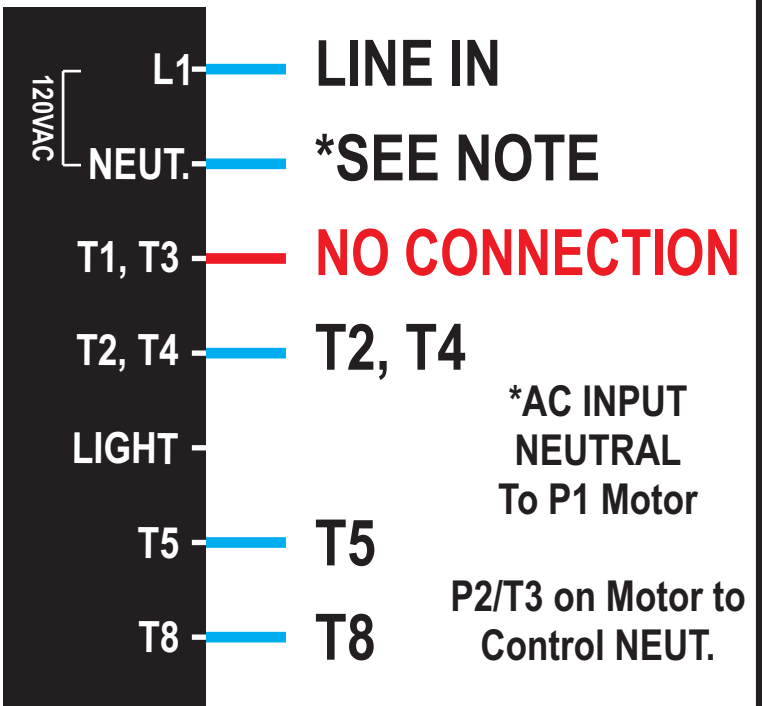 L1 LINE IN
120VAC
NEUT. *SEE NOTE
T1, T3 NO CONNECTION
T2, T4 T2, T4
*AC INPUT
NEUTRAL
To P1 Motor
LIGHT
T5 T5
P2/T3 on Motor to
Control NEUT.
T8 T8